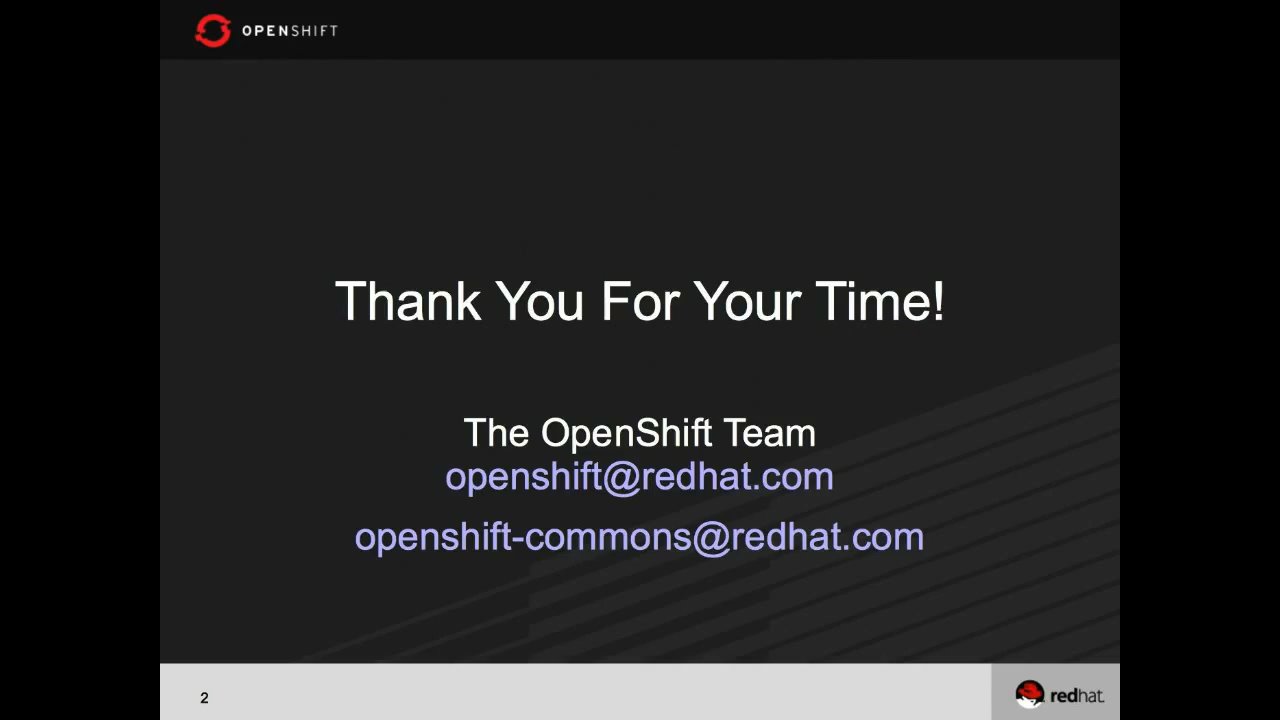 OPENSHIFT
Thank You For Your Time!
The OpenShift Team
openshift@redhat.com
openshift-commons@redhat.com
2
redhat.